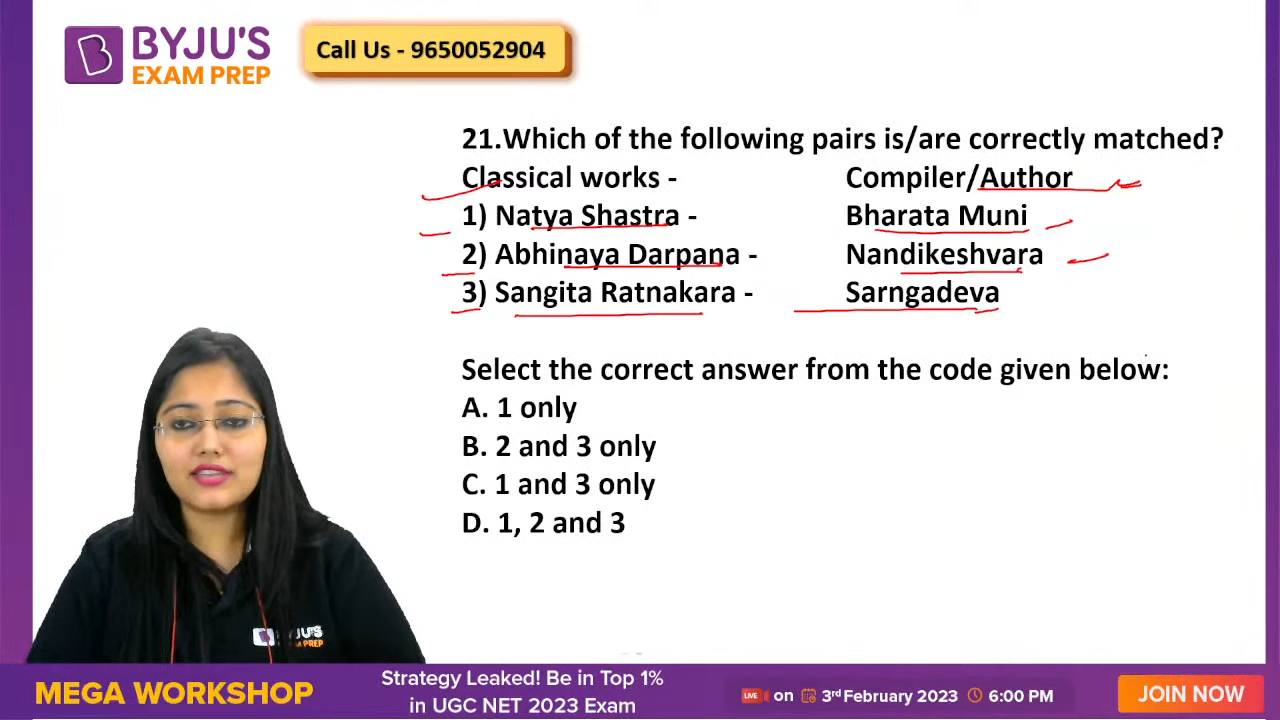 BYJU'S
EXAM PREP
Call Us - 9650052904
21.Which of the following pairs is/are correctly matched?
Classical works - Compiler/Author
1) Natya Shastra - Bharata Muni
2) Abhinaya Darpana - Nandikeshvara
3) Sangita Ratnakara - Sarngadeva
Select the correct answer from the code given below:
A. 1 only
B. 2 and 3 only
C. 1 and 3 only
D. 1, 2 and 3
BYJU'S
EXAM PREP
MEGA WORKSHOP
Strategy Leaked! Be in Top 1%
in UGC NET 2023 Exam
LIVE on 3rd February 2023 6:00 PM
JOIN NOW